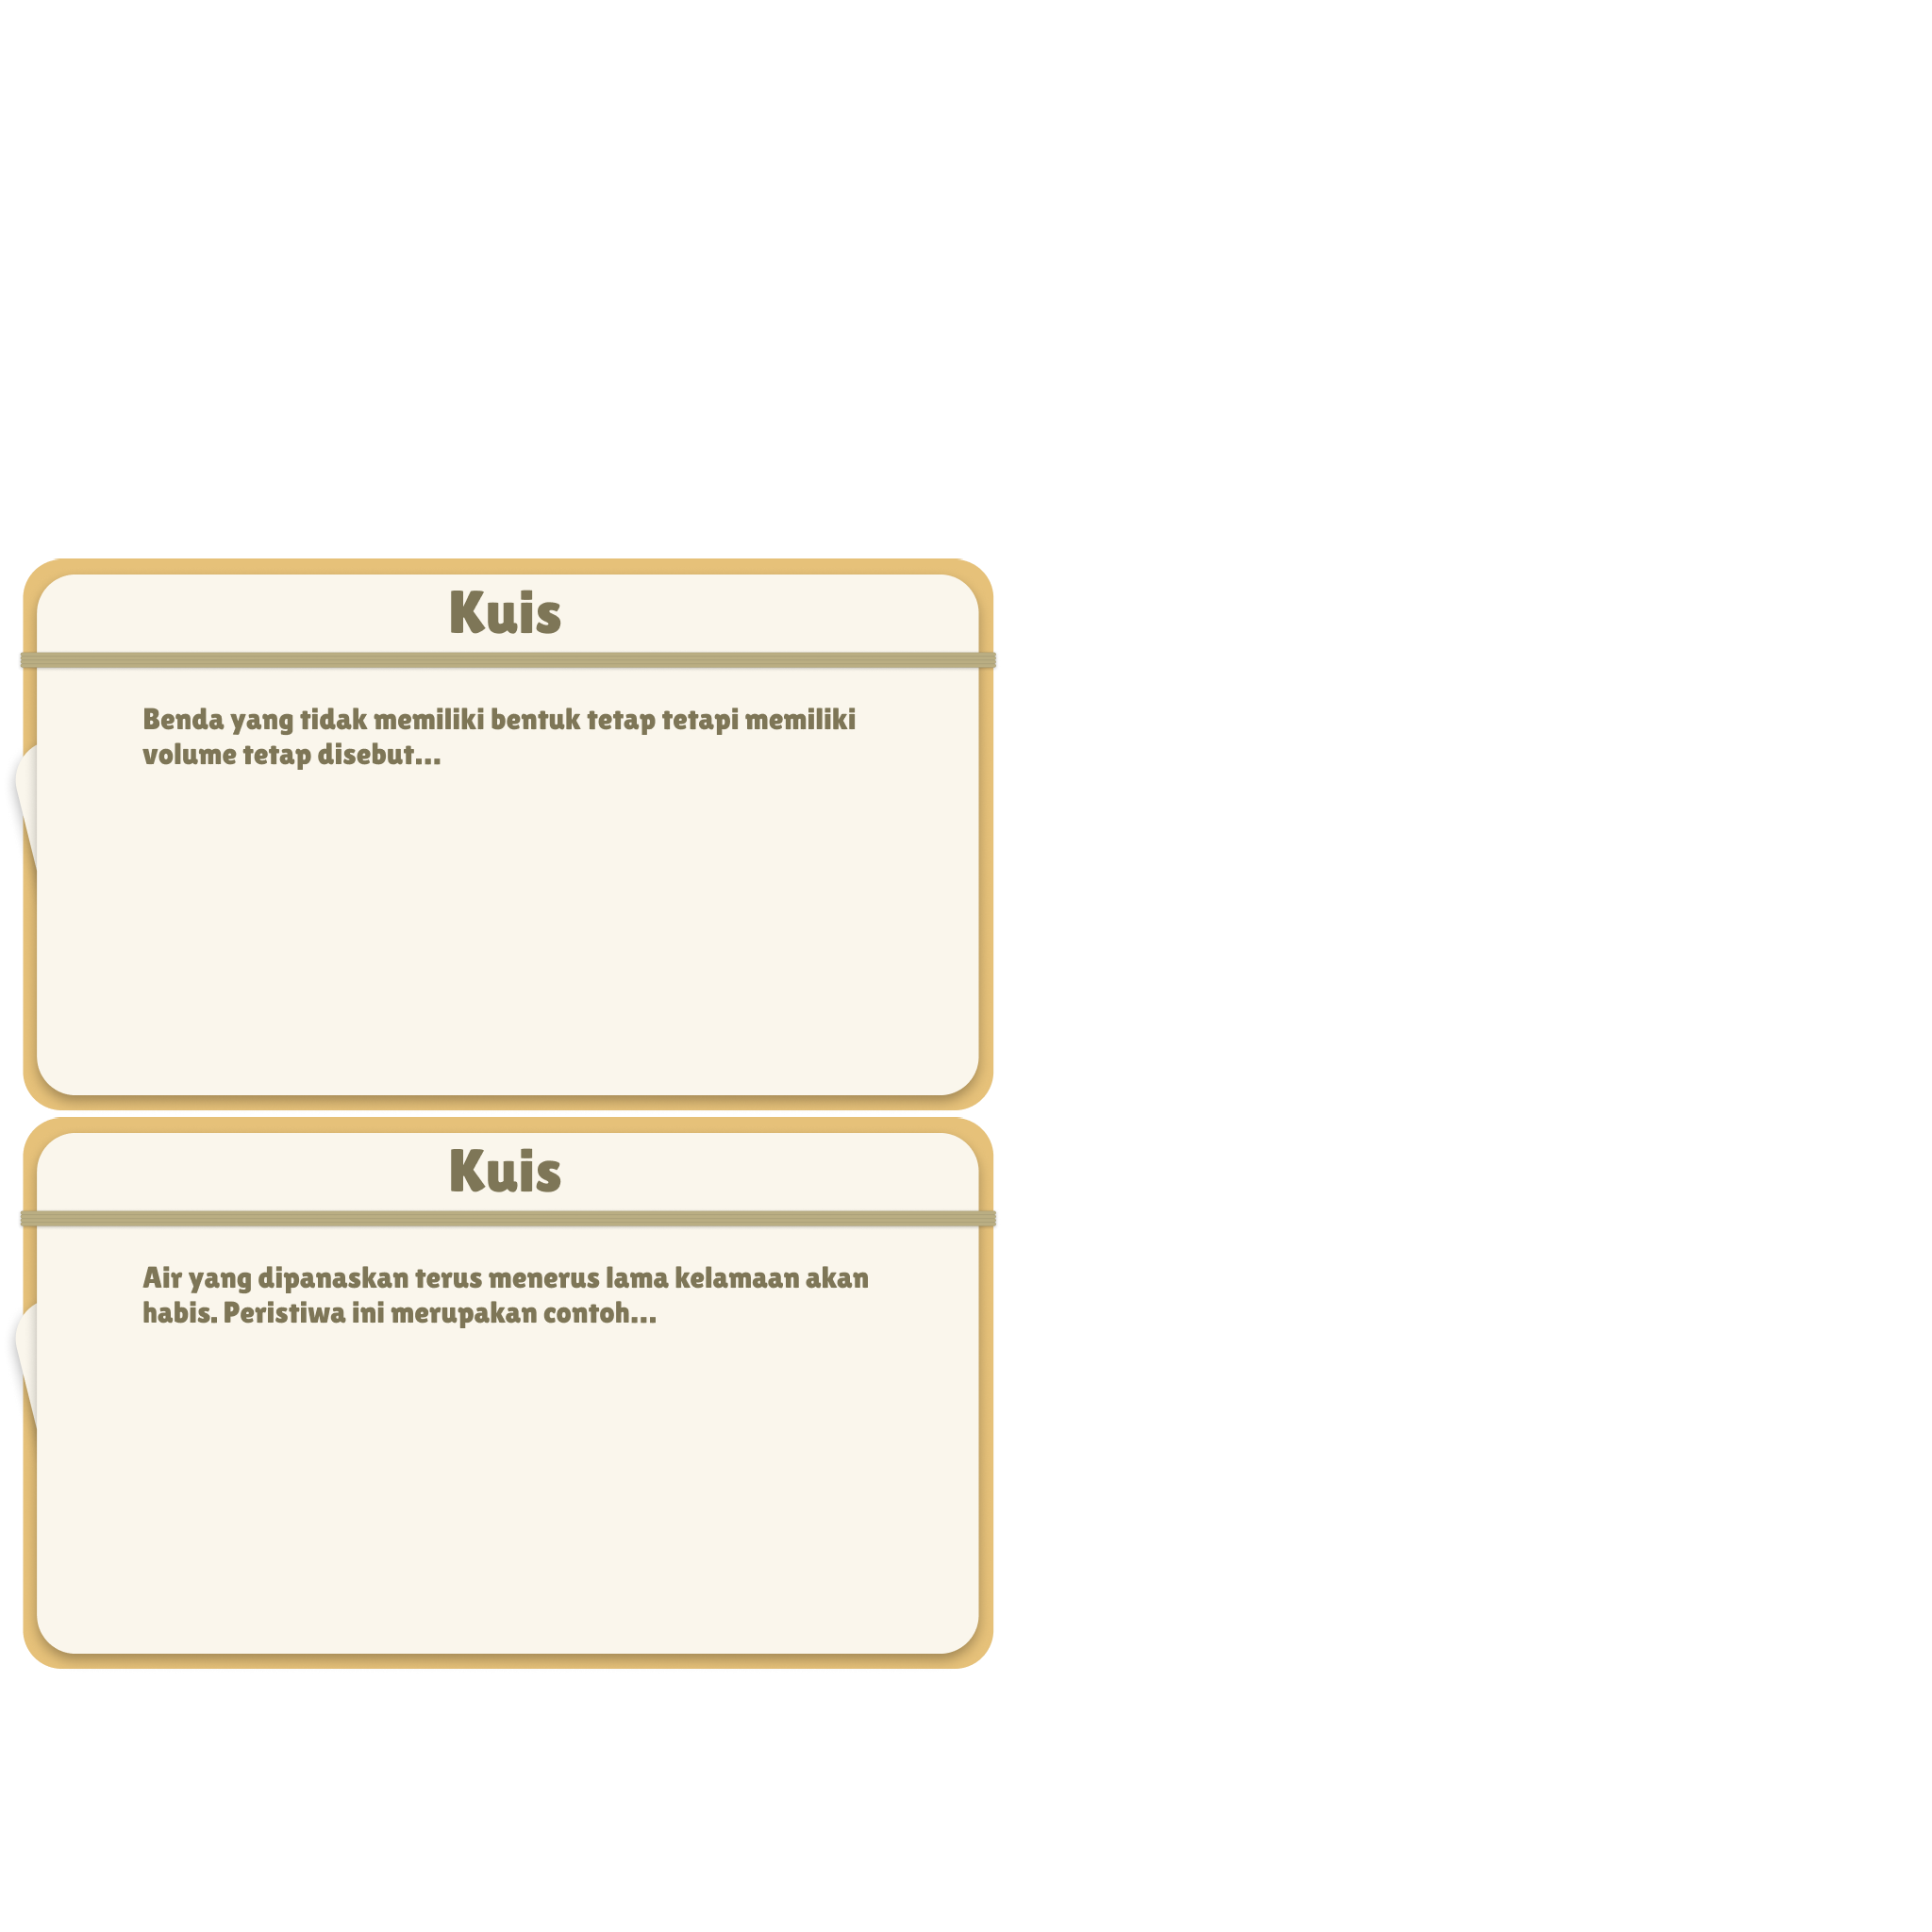 Kuis
Benda yang tidak memiliki bentuk tetap tetapi memiliki
volume tetap disebut...
Kuis
Air yang dipanaskan terus menerus lama kelamaan akan
habis. Peristiwa ini merupakan contoh...